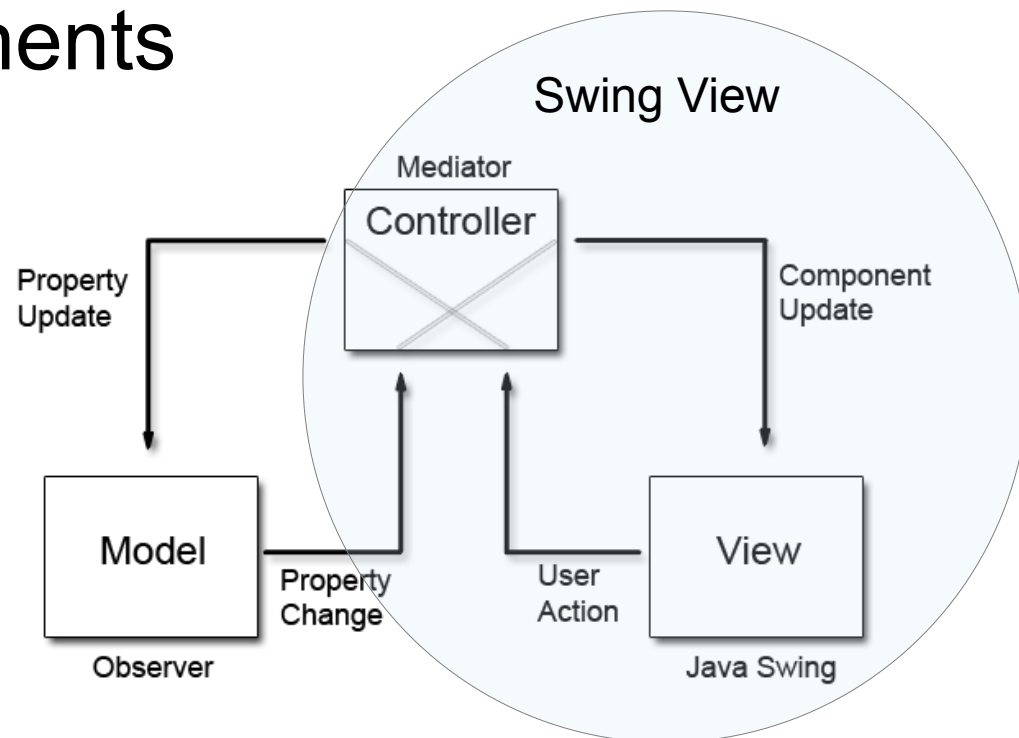 nents
Swing View
Mediator
Controller
Property
Update
Component
Update
Model
Property
Change
User
Action
View
Observer
Java Swing